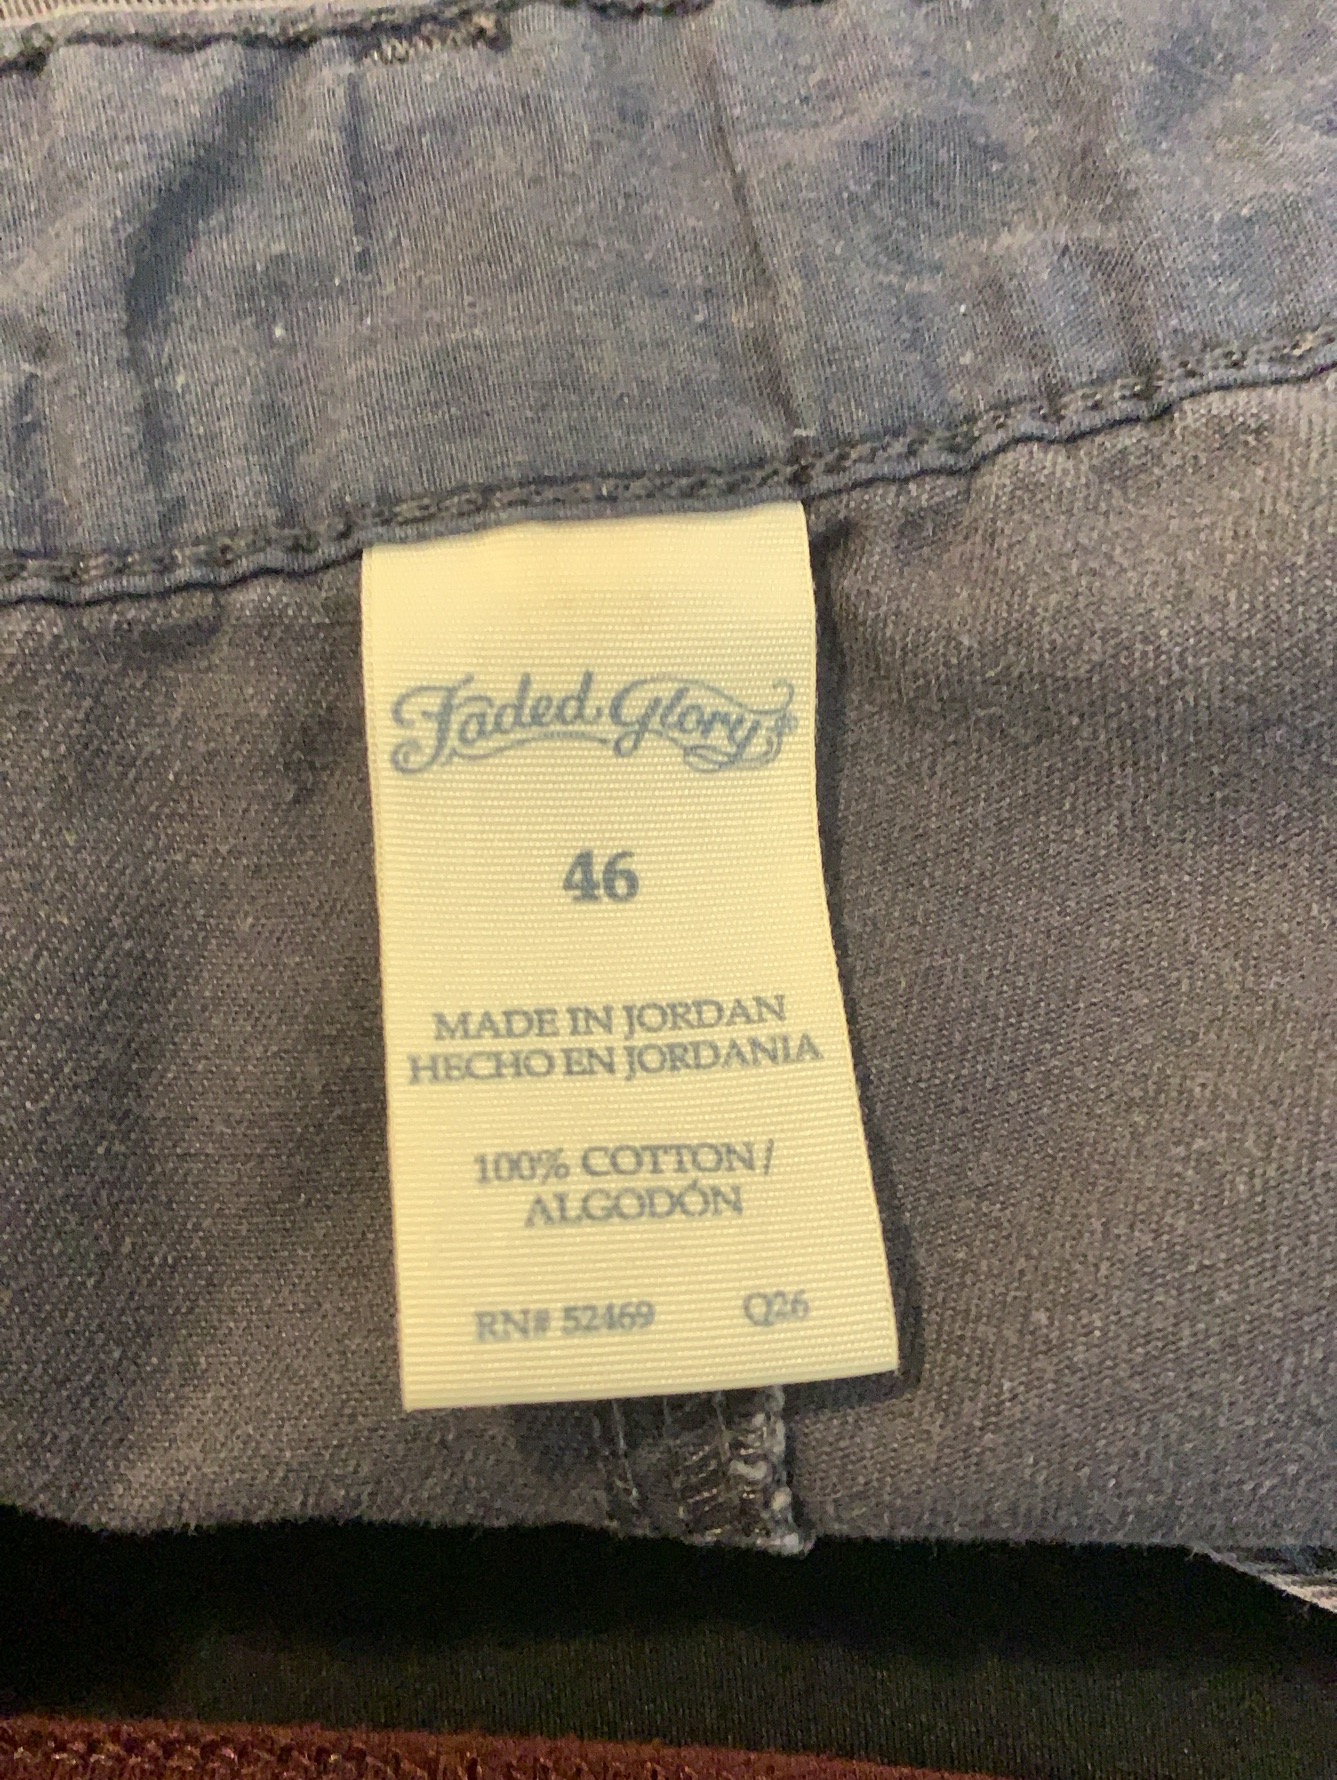 Faded Glory®
46
MADE IN JORDAN
HECHO EN JORDANIA
100% COTTON /
ALGODÓN
RN# 52469 Q26